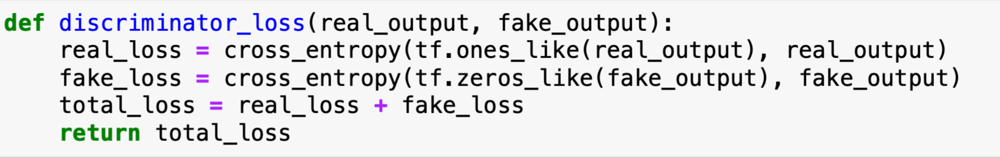 def discriminator_loss(real_output, fake_output):
    real_loss = cross_entropy(tf.ones_like(real_output), real_output)
    fake_loss = cross_entropy(tf.zeros_like(fake_output), fake_output)
    total_loss = real_loss + fake_loss
    return total_loss